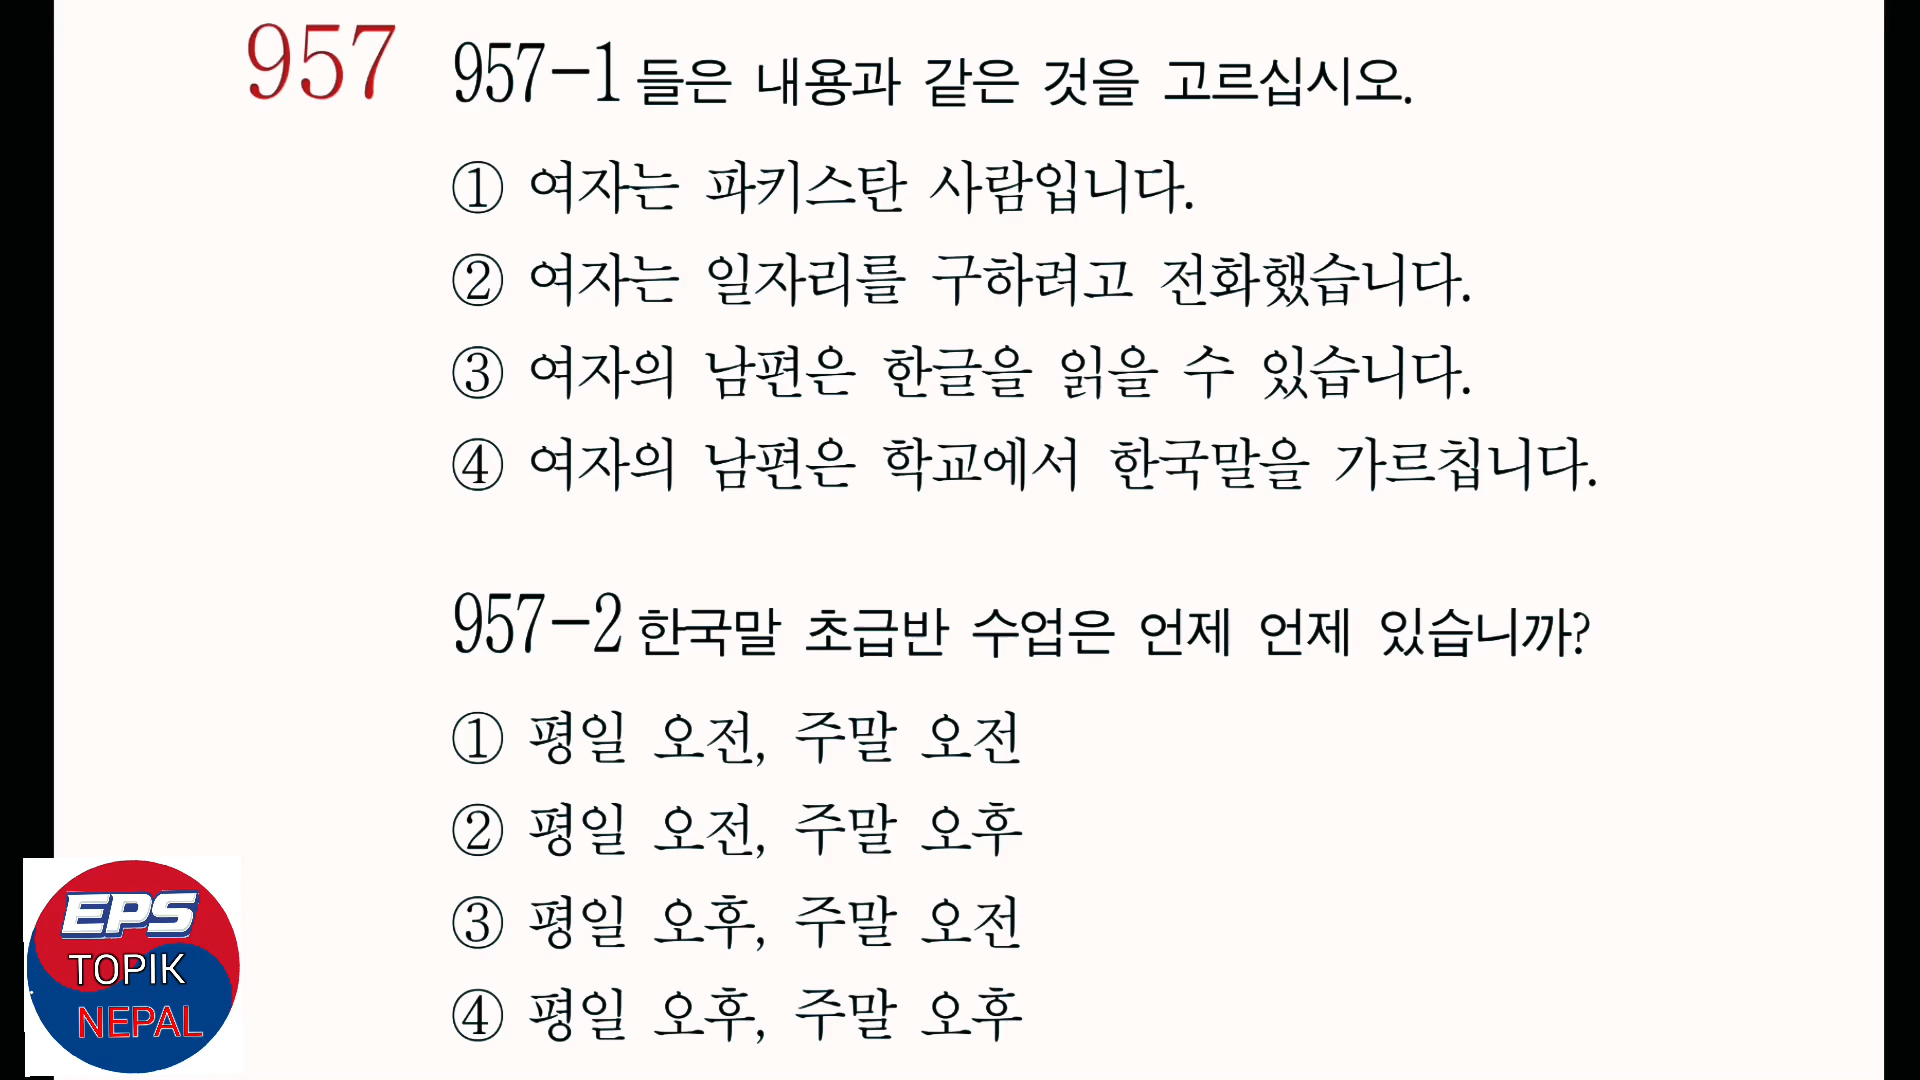 957
957-1 들은 내용과 같은 것을 고르십시오.
① 여자는 파키스탄 사람입니다.
② 여자는 일자리를 구하려고 전화했습니다.
③ 여자의 남편은 한글을 읽을 수 있습니다.
④ 여자의 남편은 학교에서 한국말을 가르칩니다.
957-2 한국말 초급반 수업은 언제 언제 있습니까?
① 평일 오전, 주말 오전
② 평일 오전, 주말 오후
③ 평일 오후, 주말 오전
④ 평일 오후, 주말 오후
EPS
TOPIK
NEPAL